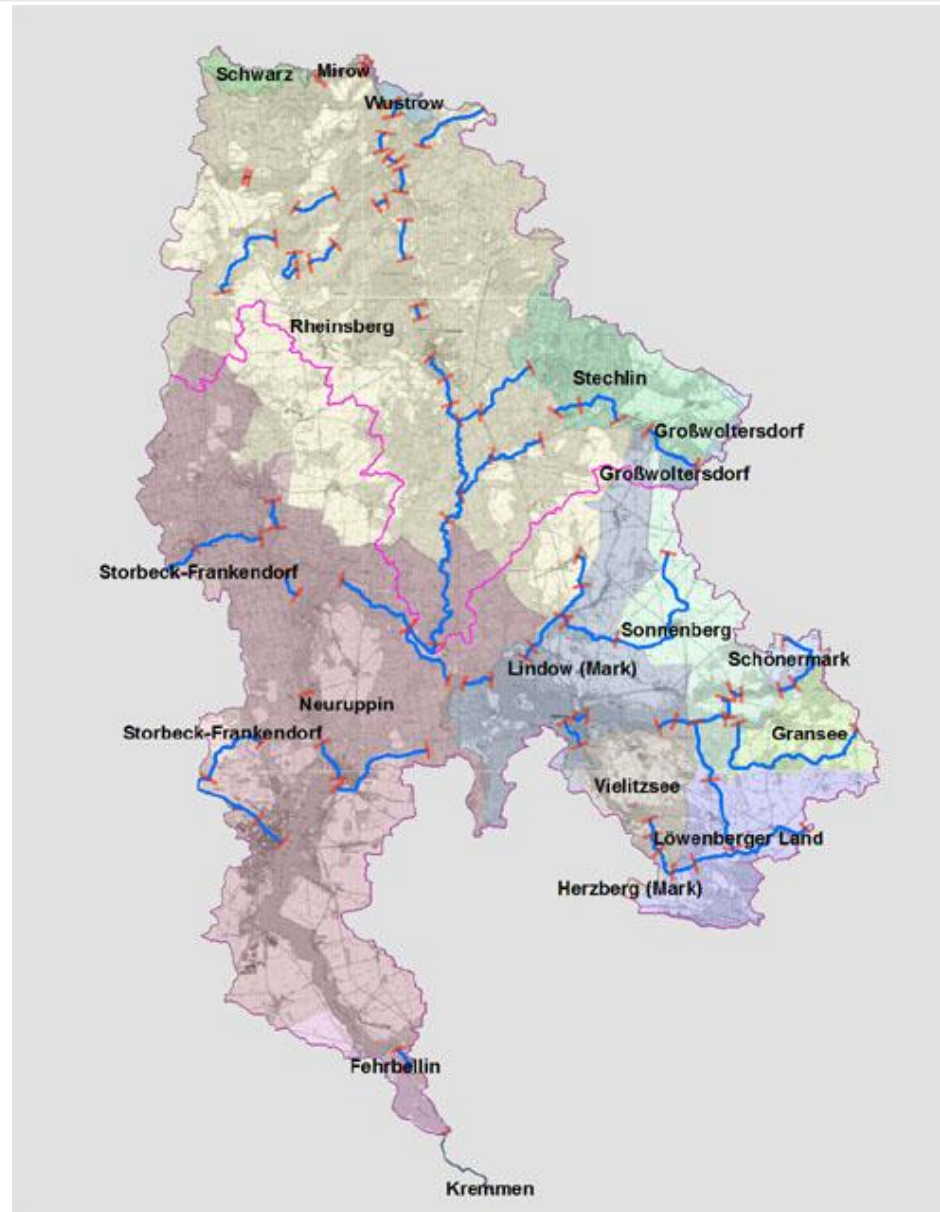 Schwarz
Mirow
Wustrow
Rheinsberg
Stechlin
Großwoltersdorf
Großwoltersdorf
Storbeck-Frankendorf
Sonnenberg
Lindow (Mark)
Schönermark
Neuruppin
Storbeck-Frankendorf
Gransee
Vielitzsee
Löwenberger Land
Herzberg (Mark)
Fehrbellin
Kremmen